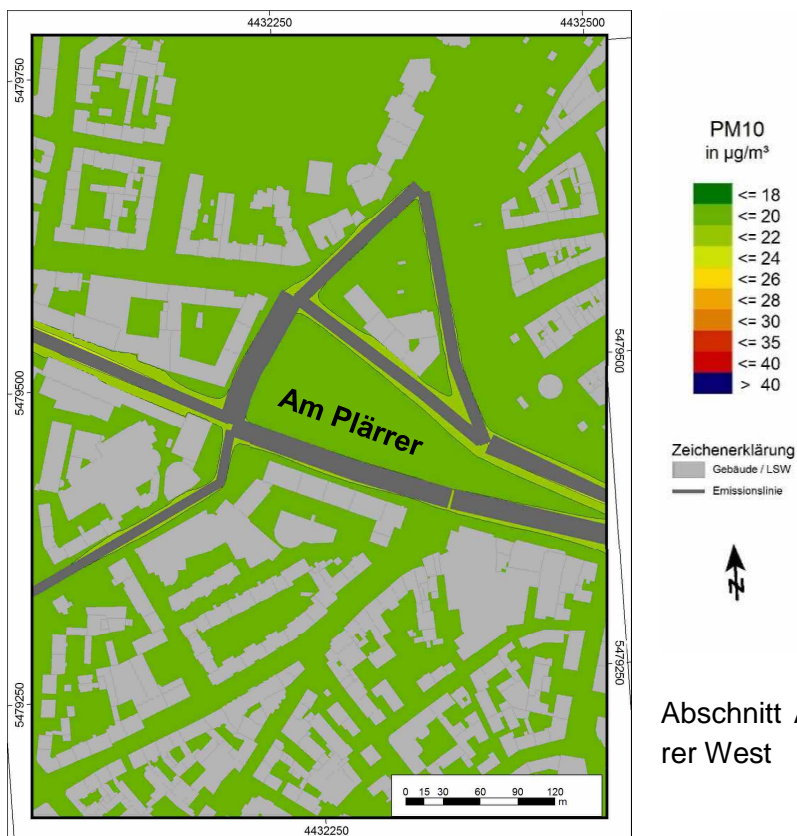 4432250
4432500
5479750
5479500
5479250
5479500
5479250
Am Plärrer
0 15 30 60 90 120
m
4432250
PM10
in µg/m³
<= 18
<= 20
<= 22
<= 24
<= 26
<= 28
<= 30
<= 35
<= 40
> 40
Zeichenerklärung
Gebäude / LSW
Emissionslinie
N
Abschnitt
rer West